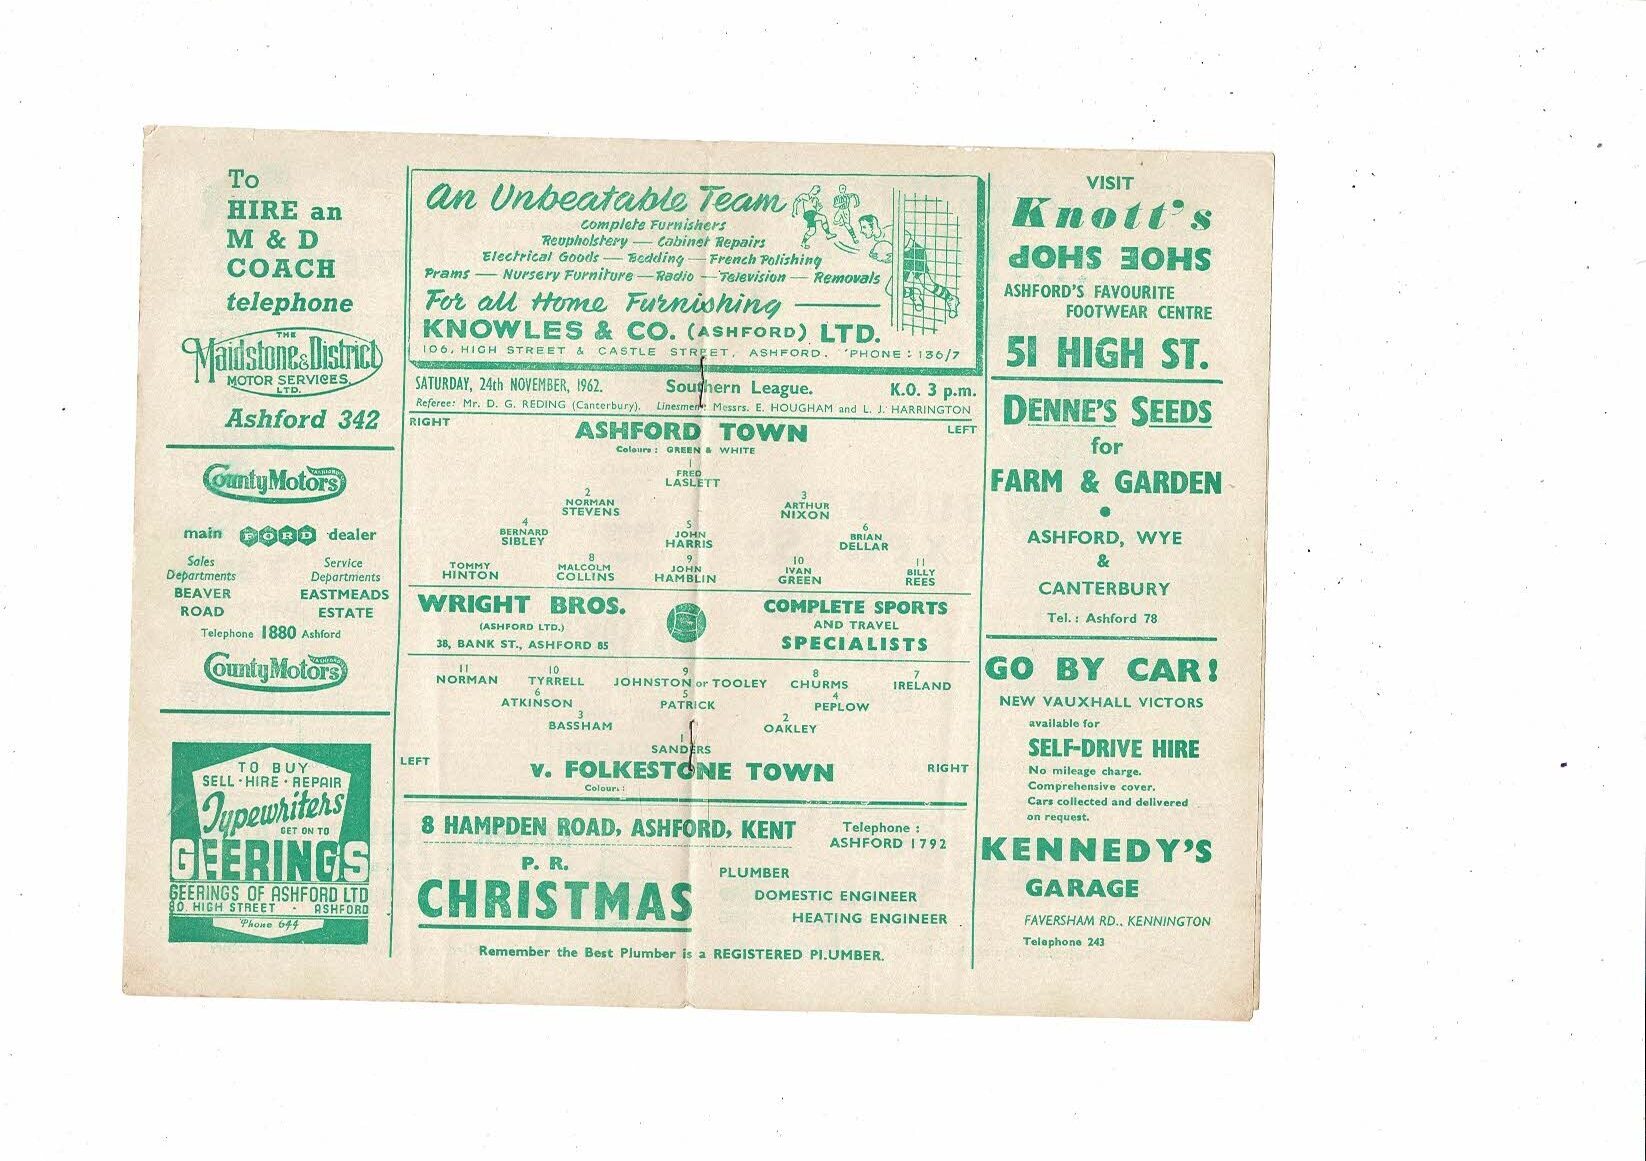 To
HIRE an
M & D
COACH
telephone
THE
Maidstone & District
MOTOR SERVICES
LTD.
Ashford 342
CountyMotors
ASHFORD
main FORD dealer
Sales
Departments
BEAVER
ROAD
Service
Departments
EASTMEADS
ESTATE
Telephone 1880 Ashford
CountyMotors
ASHFORD
TO BUY
SELL · HIRE · REPAIR
Typewriters
GET ON TO
GEERINGS
GEERINGS OF ASHFORD LTD
80. HIGH STREET - ASHFORD
'Phone 644
An Unbeatable Team
Complete Furnishers
Reupholstery — Cabinet Repairs
Electrical Goods — Bedding — French Polishing
Prams — Nursery Furniture — Radio — Television — Removals
For all Home Furnishing
KNOWLES & CO. (ASHFORD) LTD.
106, HIGH STREET & CASTLE STREET, ASHFORD. 'PHONE : 136/7
SATURDAY, 24th NOVEMBER, 1962. Southern League. K.O. 3 p.m.
Referee: Mr. D. G. REDING (Canterbury). Linesmen: Messrs. E. HOUGHAM and L. J. HARRINGTON
RIGHT ASHFORD TOWN LEFT
Colours : GREEN & WHITE
1
FRED
LASLETT
2 3
NORMAN ARTHUR
STEVENS NIXON
4 5 6
BERNARD JOHN BRIAN
SIBLEY HARRIS DELLAR
8 9 10 11
TOMMY MALCOLM JOHN IVAN BILLY
HINTON COLLINS HAMBLIN GREEN REES
WRIGHT BROS.
(ASHFORD LTD.)
38, BANK ST., ASHFORD 85
COMPLETE SPORTS
AND TRAVEL
SPECIALISTS
11 10 9 8 7
NORMAN TYRRELL JOHNSTON or TOOLEY CHURMS IRELAND
6 5 4
ATKINSON PATRICK PEPLOW
3 2
BASSHAM OAKLEY
1
SANDERS
LEFT v. FOLKESTONE TOWN RIGHT
Colour :
8 HAMPDEN ROAD, ASHFORD, KENT
Telephone :
ASHFORD 1792
P. R.
CHRISTMAS
PLUMBER
DOMESTIC ENGINEER
HEATING ENGINEER
Remember the Best Plumber is a REGISTERED PLUMBER.
VISIT
Knott's
SHOE SHOP
ASHFORD'S FAVOURITE
FOOTWEAR CENTRE
51 HIGH ST.
DENNE'S SEEDS
for
FARM & GARDEN
ASHFORD, WYE
&
CANTERBURY
Tel. : Ashford 78
GO BY CAR!
NEW VAUXHALL VICTORS
available for
SELF-DRIVE HIRE
No mileage charge.
Comprehensive cover.
Cars collected and delivered
on request.
KENNEDY'S
GARAGE
FAVERSHAM RD., KENNINGTON
Telephone 243